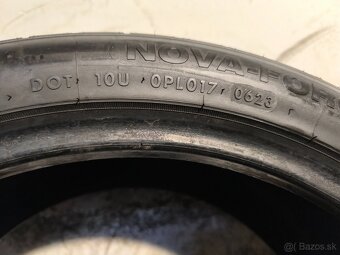 NOVA-FOR
DOT 10U 0PL017 0623
Bazos.sk